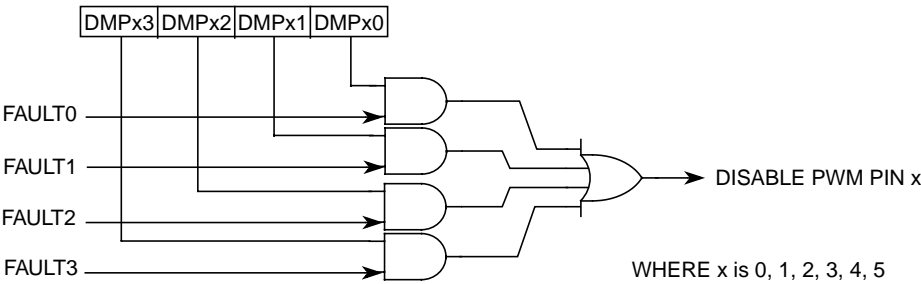 DMPx3 DMPx2 DMPx1 DMPx0
FAULT0
FAULT1
DISABLE PWM PIN x
FAULT2
FAULT3
WHERE x is 0, 1, 2, 3, 4, 5